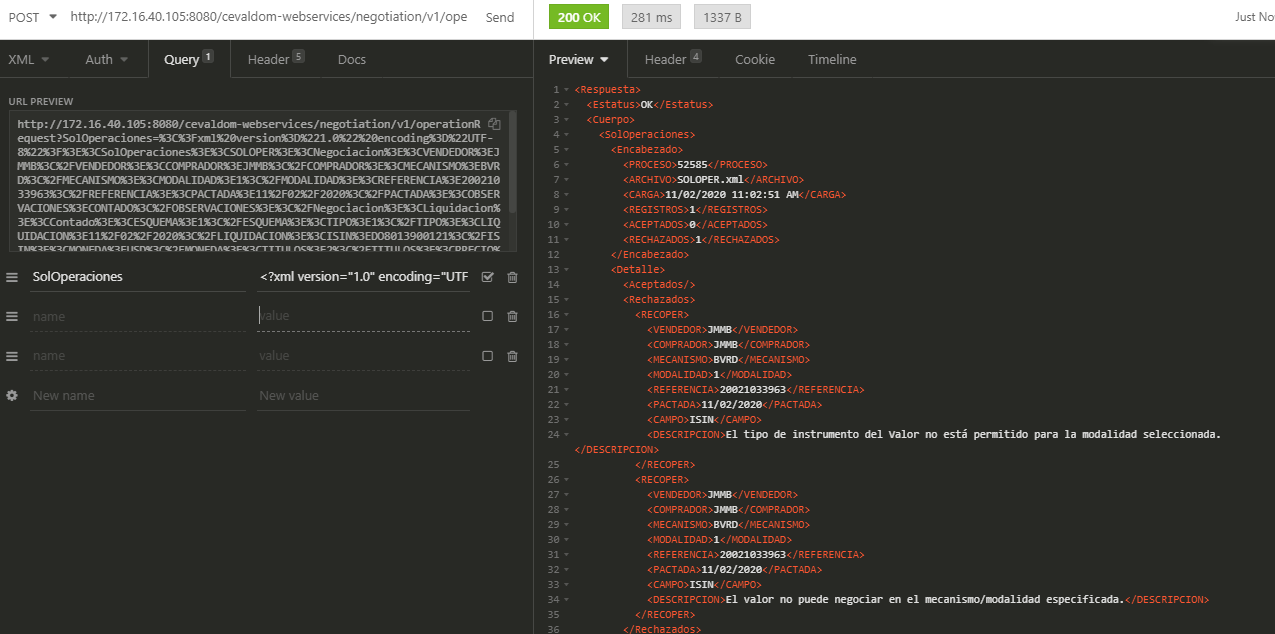 POST http://172.16.40.105:8080/cevaldom-webservices/negotiation/v1/ope Send
XML Auth Query 1 Header 5 Docs
URL PREVIEW
http://172.16.40.105:8080/cevaldom-webservices/negotiation/v1/operationR
equest?SolOperaciones=%3C%3Fxml%20version%3D%221.0%22%20encoding%3D%22UTF-
8%22%3F%3E%3CSolOperaciones%3E%3CSOLOPER%3E%3CNegociacion%3E%3CVENDEDOR%3EJ
MMB%3C%2FVENDEDOR%3E%3CCOMPRADOR%3EJMMB%3C%2FCOMPRADOR%3E%3CMECANISMO%3EBVR
D%3C%2FMECANISMO%3E%3CMODALIDAD%3E1%3C%2FMODALIDAD%3E%3CREFERENCIA%3E200210
33963%3C%2FREFERENCIA%3E%3CPACTADA%3E11%2F02%2F2020%3C%2FPACTADA%3E%3COBSER
VACIONES%3ECONTADO%3C%2FOBSERVACIONES%3E%3C%2FNegociacion%3E%3CLiquidacion%
3E%3CContado%3E%3CESQUEMA%3E1%3C%2FESQUEMA%3E%3CTIPO%3E1%3C%2FTIPO%3E%3CLIQ
UIDACION%3E11%2F02%2F2020%3C%2FLIQUIDACION%3E%3CISIN%3EDO8013900121%3C%2FIS
IN%3E%3CMONEDA%3EUSD%3C%2FMONEDA%3E%3CTITULOS%3E2%3C%2FTITULOS%3E%3CPRECIO%
SolOperaciones <?xml version="1.0" encoding="UTF
name value
name value
New name New value
200 OK 281 ms 1337 B Just No
Preview Header 4 Cookie Timeline
1 <Respuesta>
2 <Estatus>OK</Estatus>
3 <Cuerpo>
4 <SolOperaciones>
5 <Encabezado>
6 <PROCESO>52585</PROCESO>
7 <ARCHIVO>SOLOPER.xml</ARCHIVO>
8 <CARGA>11/02/2020 11:02:51 AM</CARGA>
9 <REGISTROS>1</REGISTROS>
10 <ACEPTADOS>0</ACEPTADOS>
11 <RECHAZADOS>1</RECHAZADOS>
12 </Encabezado>
13 <Detalle>
14 <Aceptados/>
15 <Rechazados>
16 <RECOPER>
17 <VENDEDOR>JMMB</VENDEDOR>
18 <COMPRADOR>JMMB</COMPRADOR>
19 <MECANISMO>BVRD</MECANISMO>
20 <MODALIDAD>1</MODALIDAD>
21 <REFERENCIA>20021033963</REFERENCIA>
22 <PACTADA>11/02/2020</PACTADA>
23 <CAMPO>ISIN</CAMPO>
24 <DESCRIPCION>El tipo de instrumento del Valor no está permitido para la modalidad seleccionada.
</DESCRIPCION>
25 </RECOPER>
26 <RECOPER>
27 <VENDEDOR>JMMB</VENDEDOR>
28 <COMPRADOR>JMMB</COMPRADOR>
29 <MECANISMO>BVRD</MECANISMO>
30 <MODALIDAD>1</MODALIDAD>
31 <REFERENCIA>20021033963</REFERENCIA>
32 <PACTADA>11/02/2020</PACTADA>
33 <CAMPO>ISIN</CAMPO>
34 <DESCRIPCION>El valor no puede negociar en el mecanismo/modalidad especificada.</DESCRIPCION>
35 </RECOPER>
36 </Rechazados>